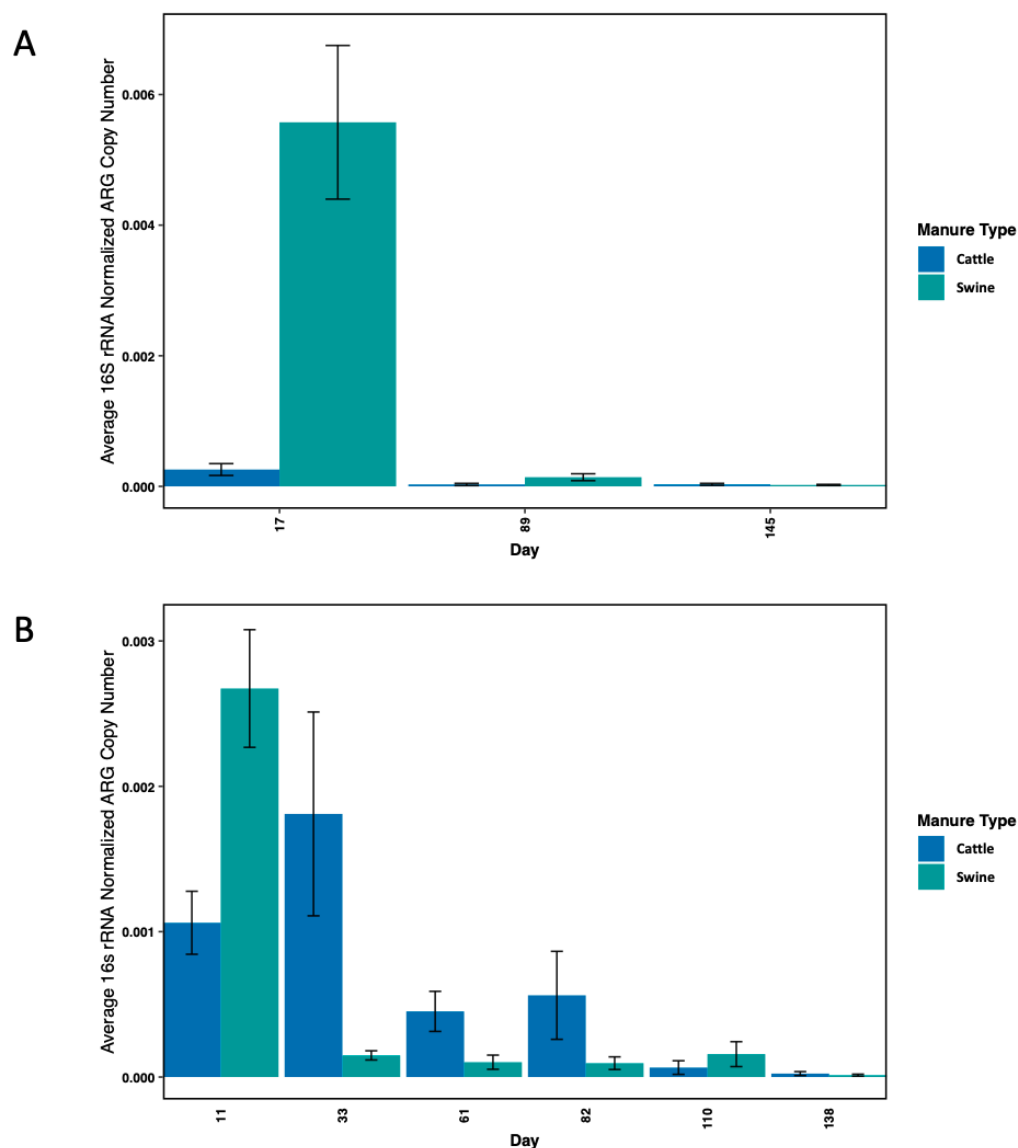 A
Average 16S rRNA Normalized ARG Copy Number
0.006
0.004
0.002
0.000
17
89
145
Day
Manure Type
Cattle
Swine
B
Average 16s rRNA Normalized ARG Copy Number
0.003
0.002
0.001
0.000
11
33
61
82
110
138
Day
Manure Type
Cattle
Swine